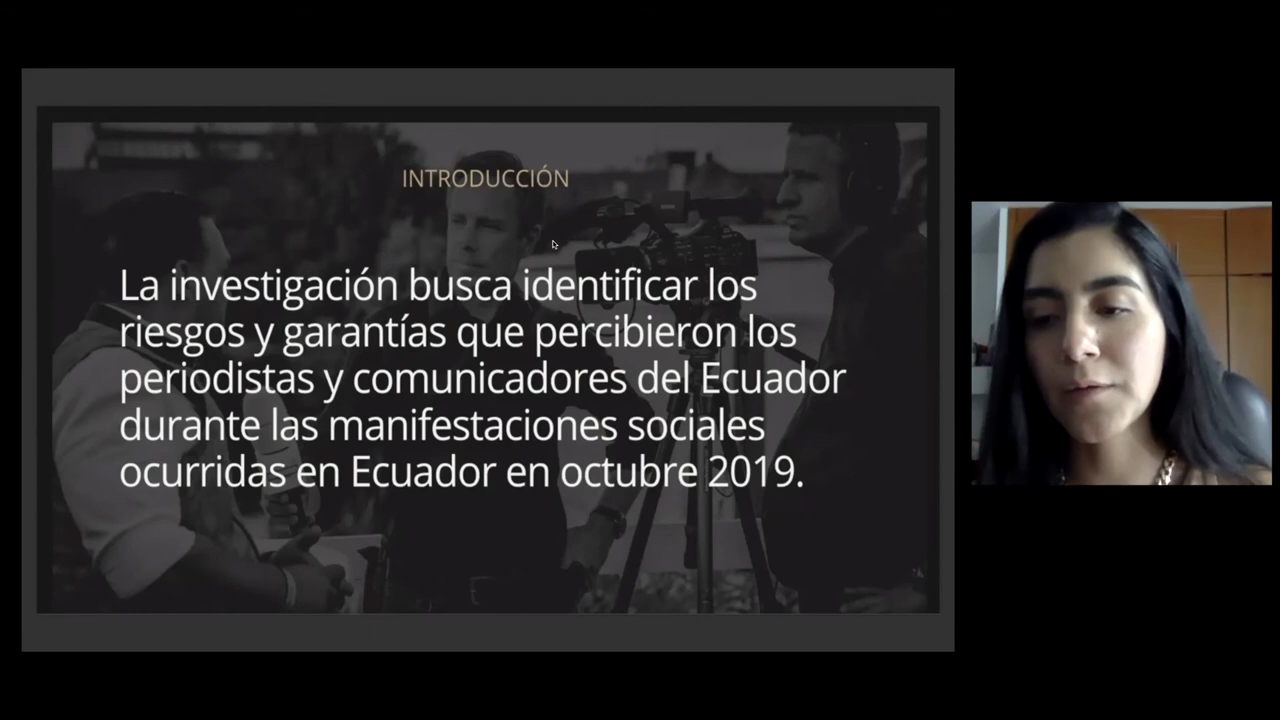 INTRODUCCIÓN
La investigación busca identificar los
riesgos y garantías que percibieron los
periodistas y comunicadores del Ecuador
durante las manifestaciones sociales
ocurridas en Ecuador en octubre 2019.